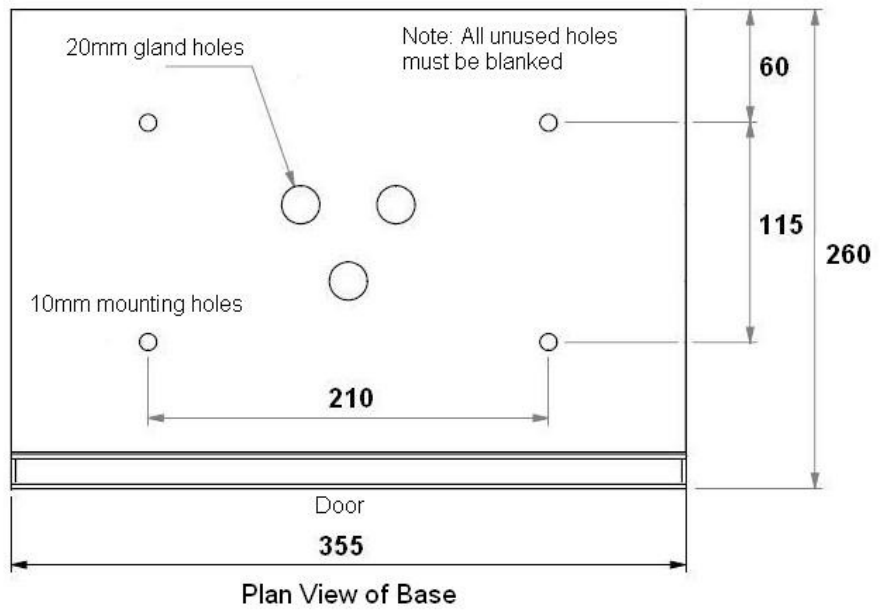 20mm gland holes
Note: All unused holes
must be blanked
60
115
260
10mm mounting holes
210
Door
355
Plan View of Base